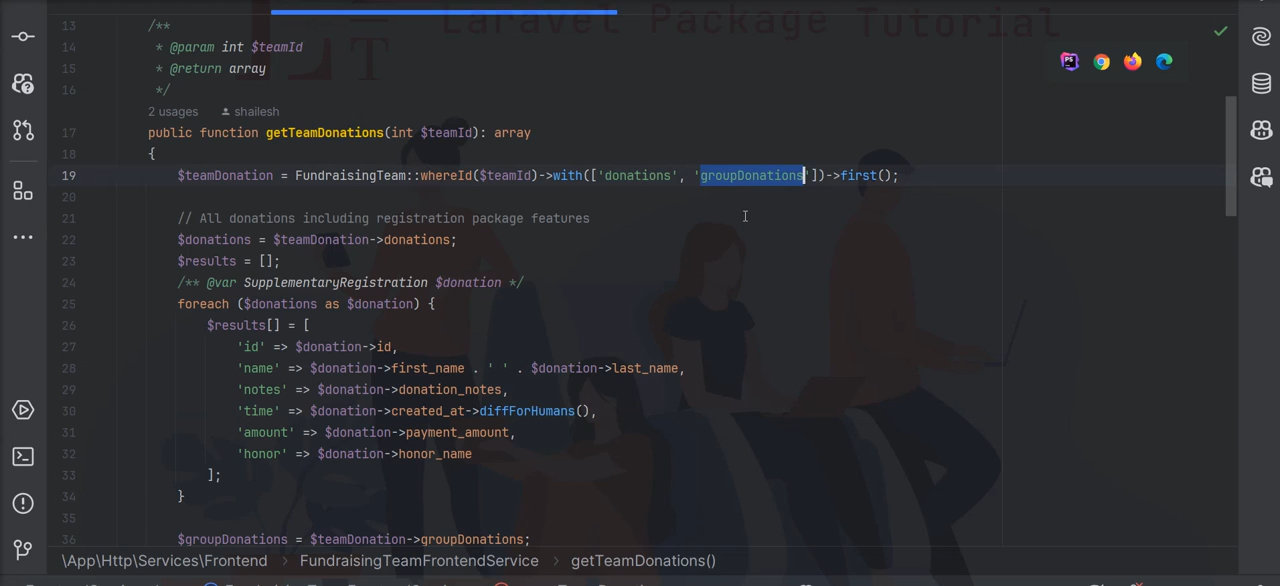 Laravel Package Tutorial
13 /**
14 * @param int $teamId
15 * @return array
16 */
2 usages shailesh
17 public function getTeamDonations(int $teamId): array
18 {
19 $teamDonation = FundraisingTeam::whereId($teamId)->with(['donations', 'groupDonations'])->first();
20
21 // All donations including registration package features
22 $donations = $teamDonation->donations;
23 $results = [];
24 /** @var SupplementaryRegistration $donation */
25 foreach ($donations as $donation) {
26 $results[] = [
27 'id' => $donation->id,
28 'name' => $donation->first_name . ' ' . $donation->last_name,
29 'notes' => $donation->donation_notes,
30 'time' => $donation->created_at->diffForHumans(),
31 'amount' => $donation->payment_amount,
32 'honor' => $donation->honor_name
33 ];
34 }
35
36 $groupDonations = $teamDonation->groupDonations;
\App\Http\Services\Frontend > FundraisingTeamFrontendService > getTeamDonations()